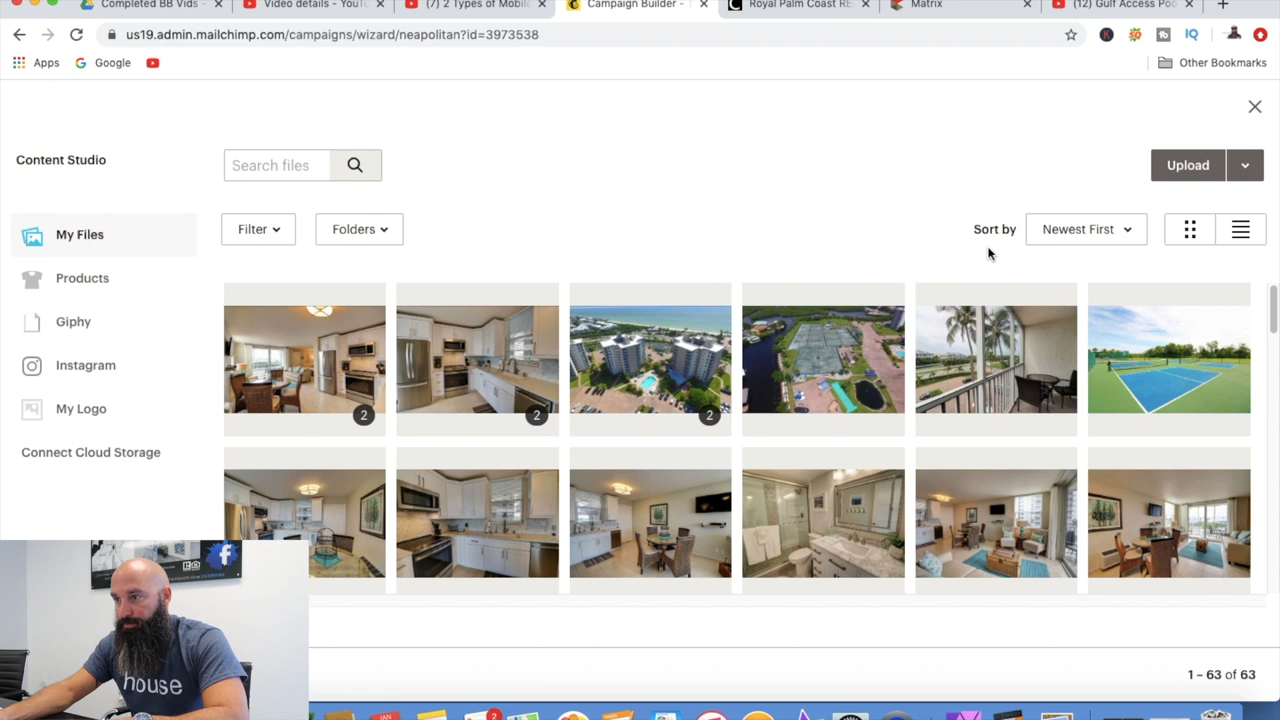 Completed BB Vids -
Video details - YouTu
(7) 2 Types of Mobile
Campaign Builder -
Royal Palm Coast RE
Matrix
(12) Gulf Access Poo
us19.admin.mailchimp.com/campaigns/wizard/neapolitan?id=3973538
Apps
Google
Other Bookmarks
Content Studio
Search files
Upload
My Files
Filter
Folders
Sort by
Newest First
Products
Giphy
Instagram
My Logo
Connect Cloud Storage
2
2
2
house
1 – 63 of 63
JAN
2